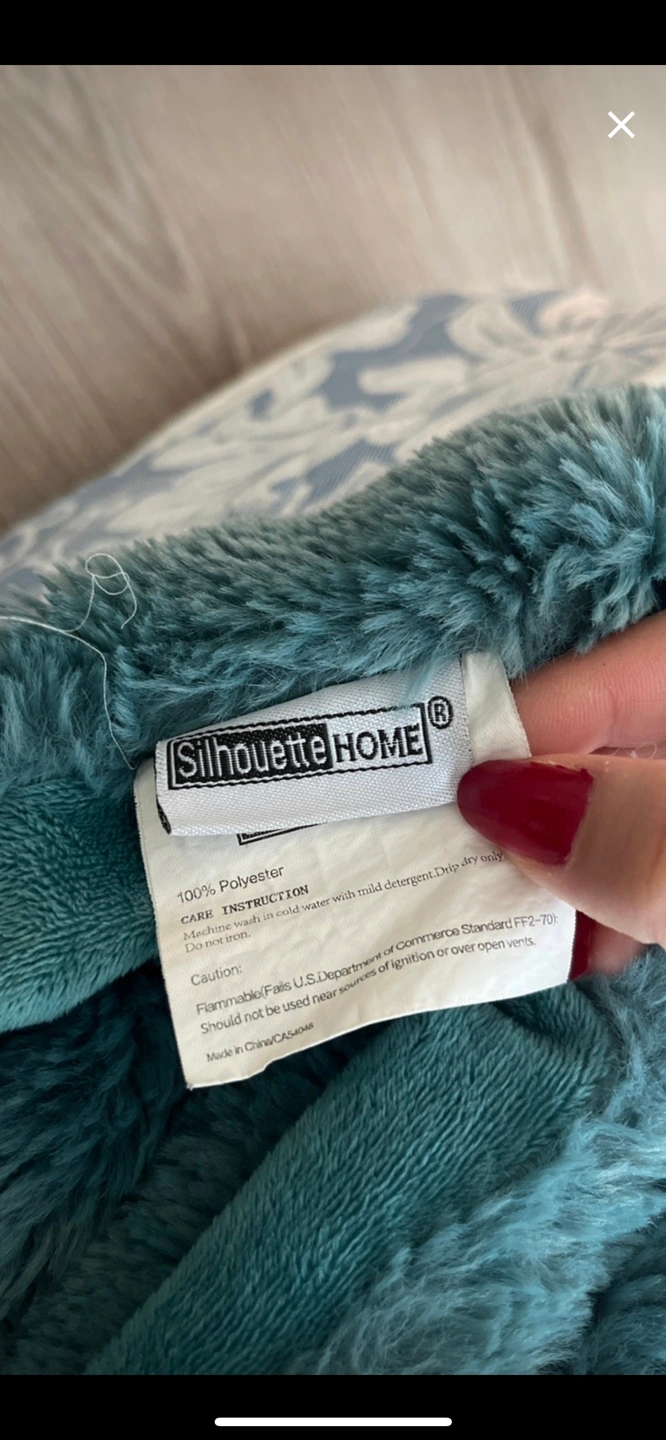 Silhouette HOME®
100% Polyester
CARE INSTRUCTION
Machine wash in cold water with mild detergent.Drip dry only
Do not iron.
Caution:
Flammable(Fails U.S.Department of Commerce Standard FF2-70):
Should not be used near sources of ignition or over open vents.
Made in China/CA54048